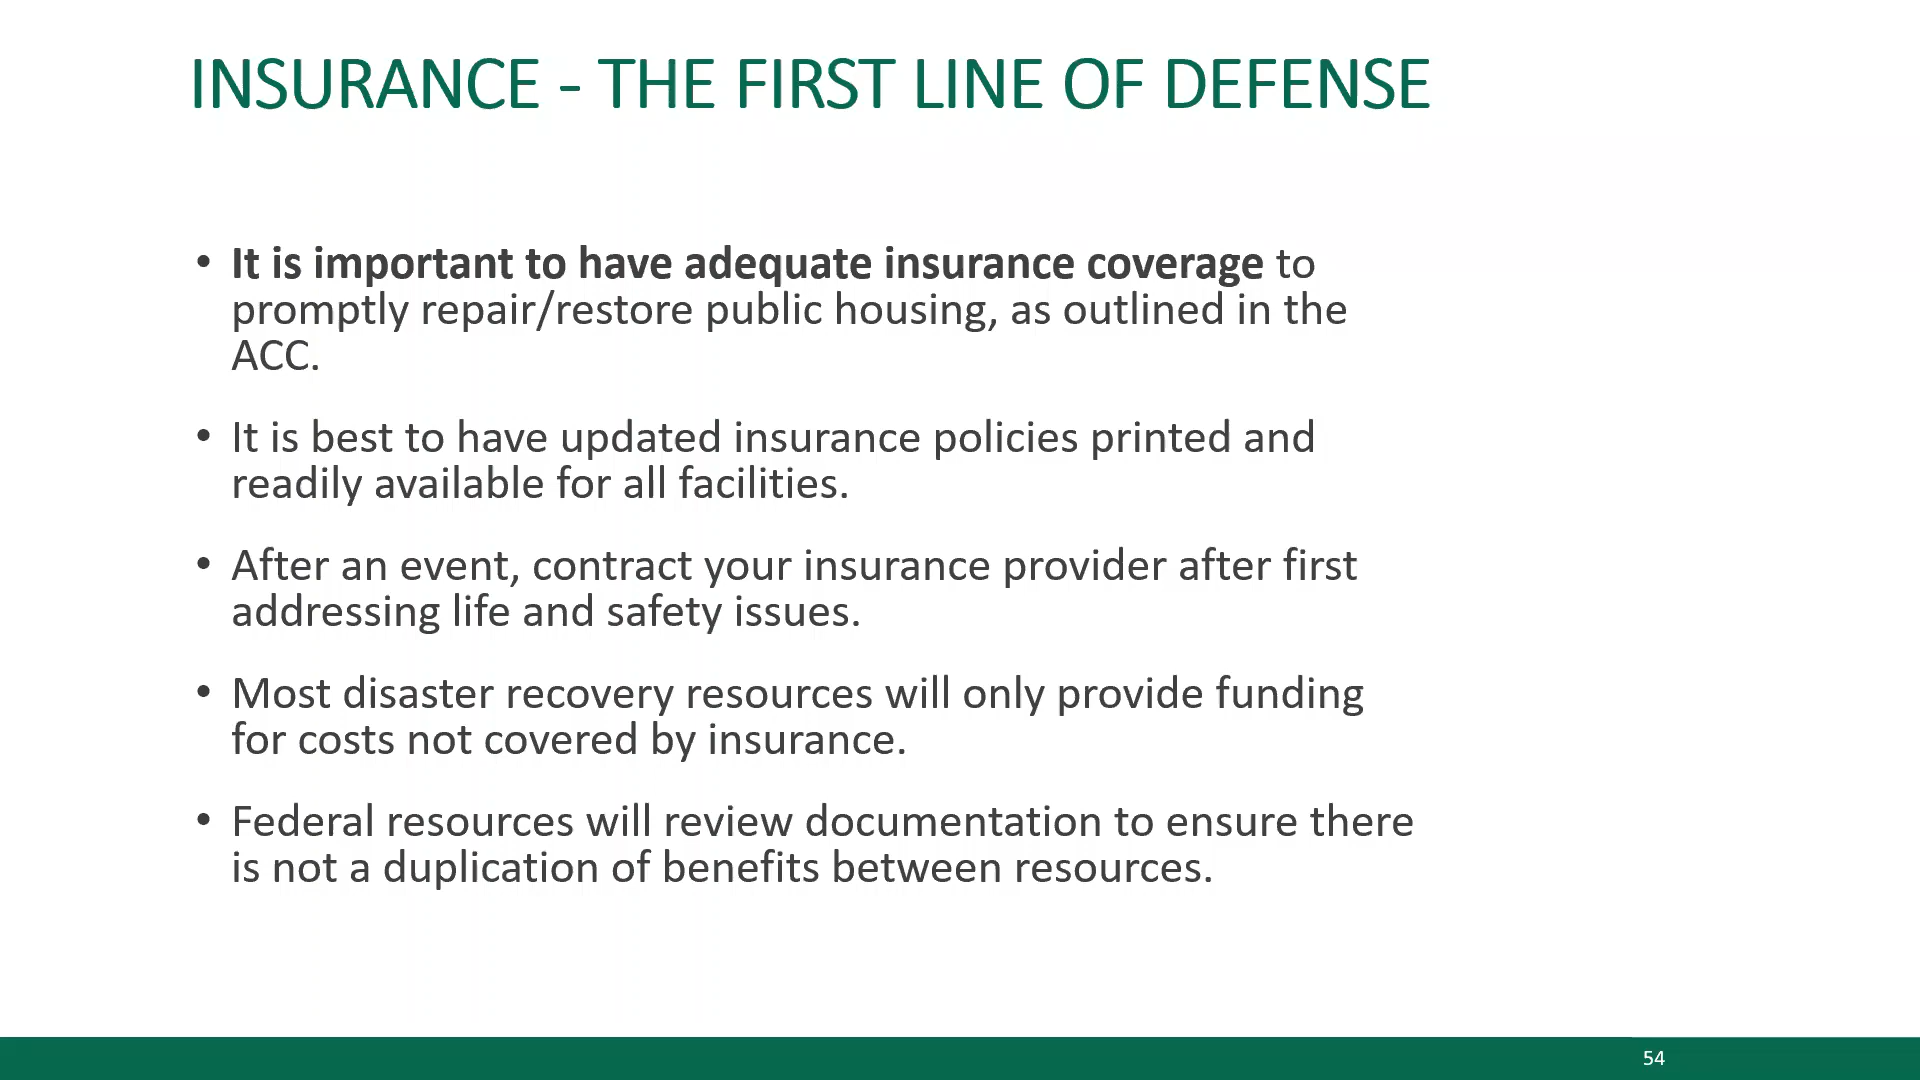 INSURANCE - THE FIRST LINE OF DEFENSE
• It is important to have adequate insurance coverage to
promptly repair/restore public housing, as outlined in the
ACC.
• It is best to have updated insurance policies printed and
readily available for all facilities.
• After an event, contract your insurance provider after first
addressing life and safety issues.
• Most disaster recovery resources will only provide funding
for costs not covered by insurance.
• Federal resources will review documentation to ensure there
is not a duplication of benefits between resources.
54